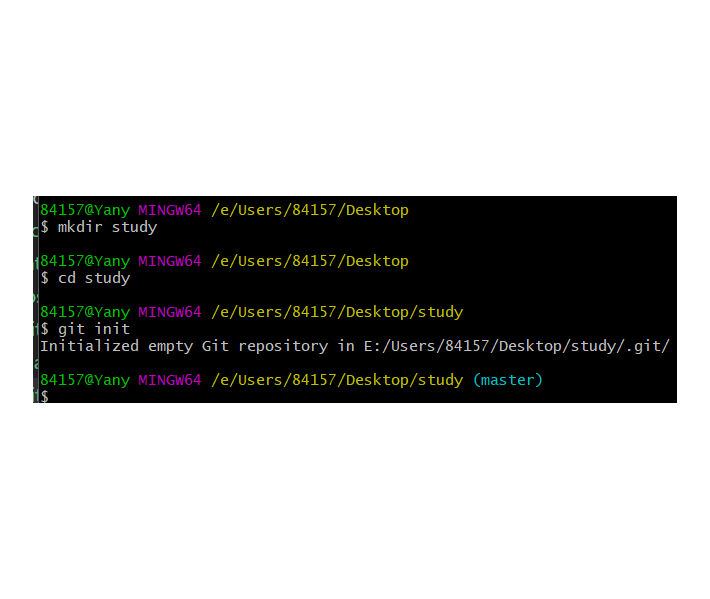 84157@Yany MINGW64 /e/Users/84157/Desktop
$ mkdir study
84157@Yany MINGW64 /e/Users/84157/Desktop
$ cd study
84157@Yany MINGW64 /e/Users/84157/Desktop/study
$ git init
Initialized empty Git repository in E:/Users/84157/Desktop/study/.git/
84157@Yany MINGW64 /e/Users/84157/Desktop/study (master)
$